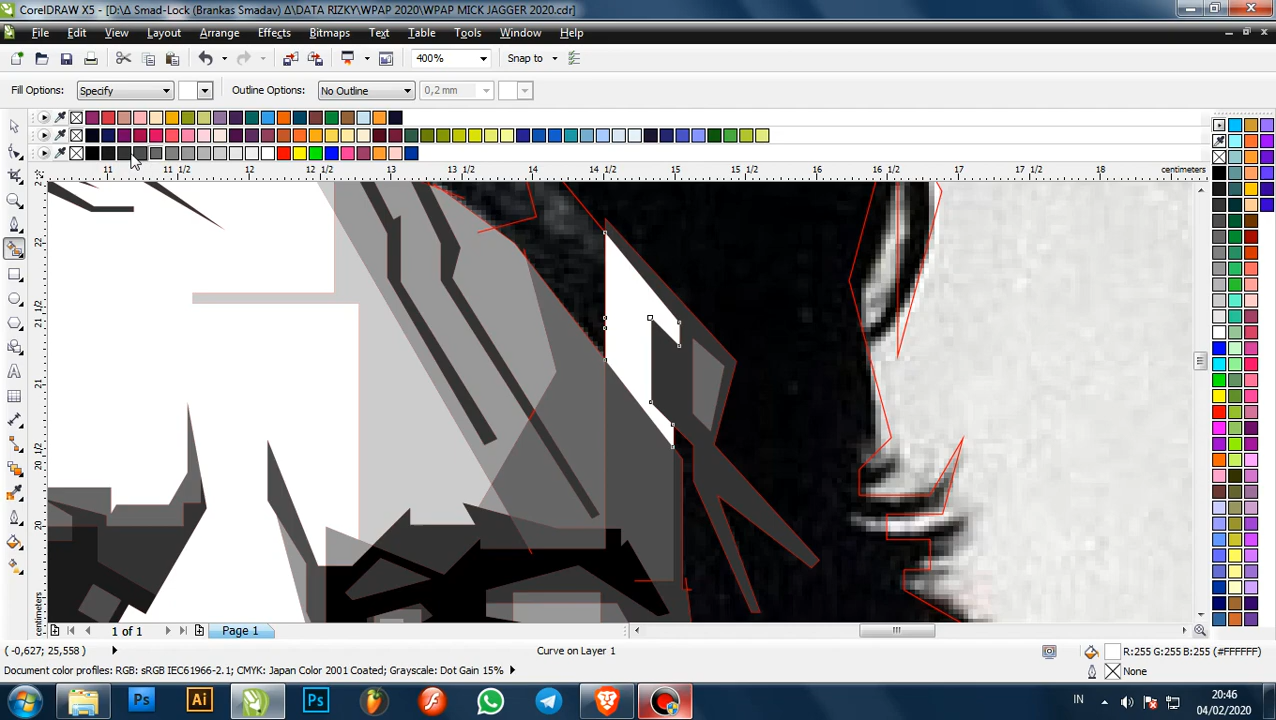 CorelDRAW X5 - [D:\Δ Smad-Lock (Brankas Smadav) Δ\DATA RIZKY\WPAP 2020\WPAP MICK JAGGER 2020.cdr]
File Edit View Layout Arrange Effects Bitmaps Text Table Tools Window Help
400% Snap to
Fill Options: Specify Outline Options: No Outline 0,2 mm
11 11 1/2 12 12 1/2 13 13 1/2 14 14 1/2 15 15 1/2 16 16 1/2 17 17 1/2 18 centimeters
22
21 1/2
21
20 1/2
20
centimeters
1 of 1 Page 1
( -0,627; 25,558 ) Curve on Layer 1 R:255 G:255 B:255 (#FFFFFF)
Document color profiles: RGB: sRGB IEC61966-2.1; CMYK: Japan Color 2001 Coated; Grayscale: Dot Gain 15% None
Ps Ai Ps IN 20:46
04/02/2020